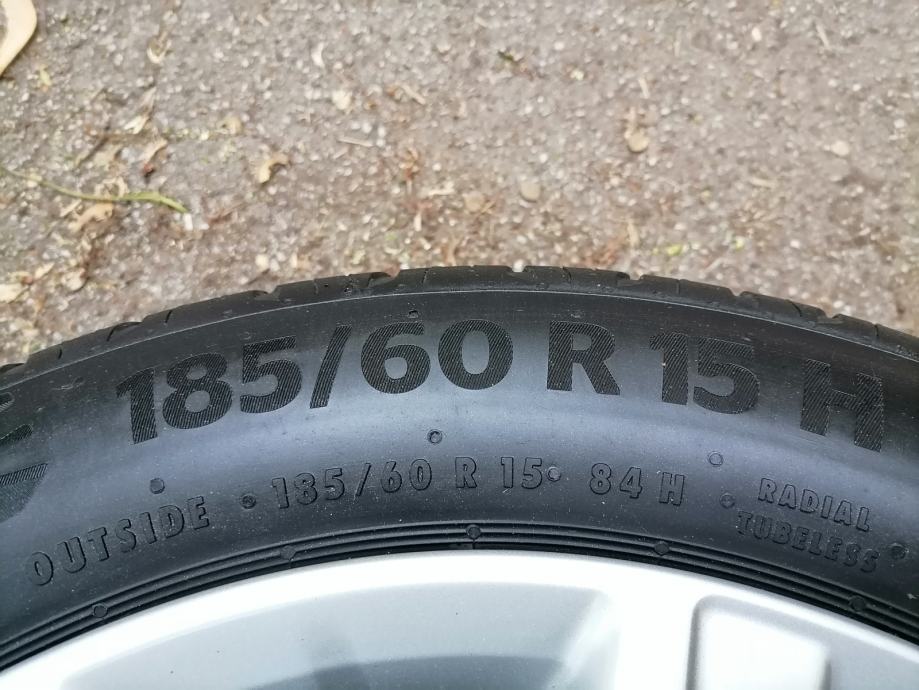 185/60 R 15 H
OUTSIDE 185/60 R 15 84 H RADIAL
TUBELESS